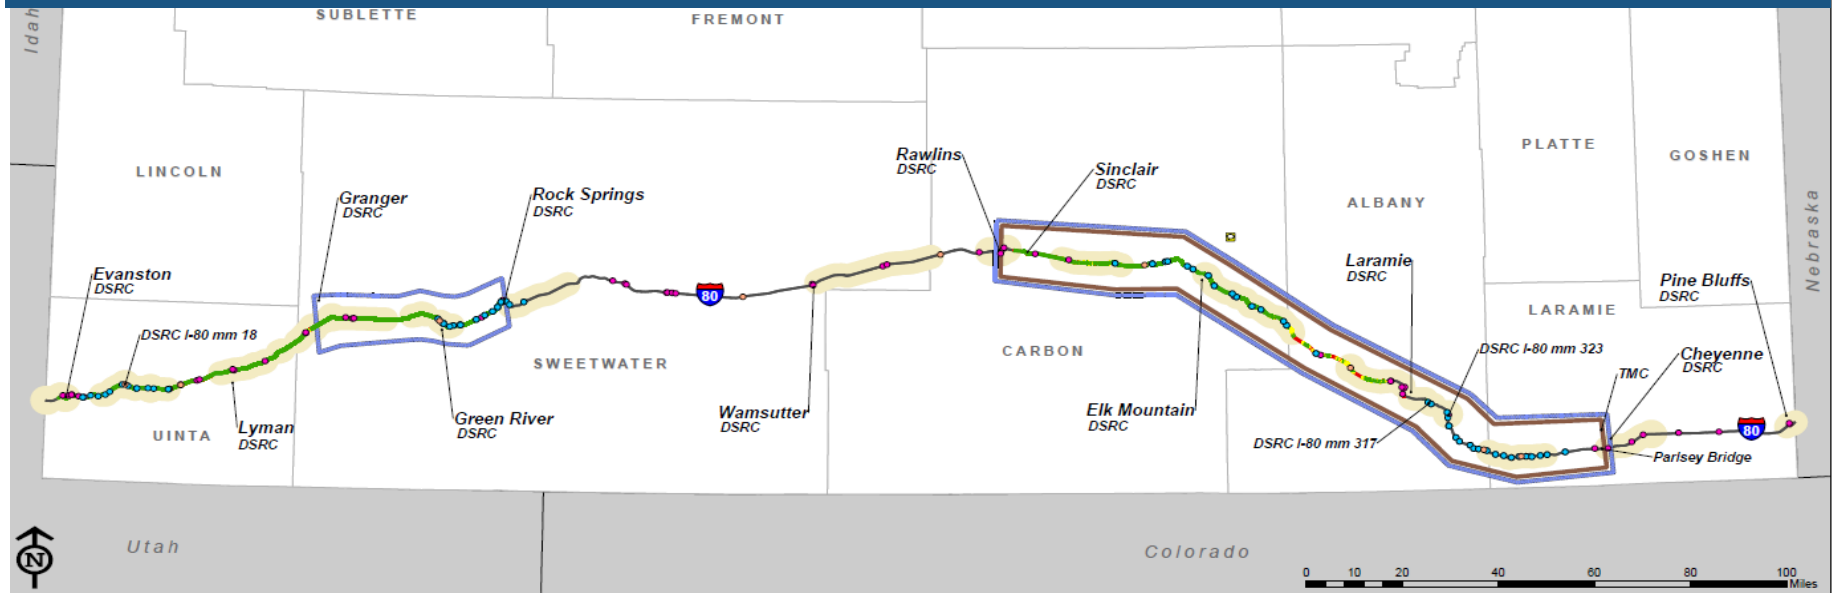 SUBLETTE
FREMONT
Idah
LINCOLN
PLATTE
GOSHEN
Rawlins
DSRC
Sinclair
DSRC
Granger
DSRC
Rock Springs
DSRC
ALBANY
Nebraska
Evanston
DSRC
Laramie
DSRC
Pine Bluffs
DSRC
80
DSRC I-80 mm 18
LARAMIE
SWEETWATER
CARBON
DSRC I-80 mm 323
Cheyenne
DSRC
TMC
Lyman
DSRC
UINTA
Green River
DSRC
Wamsutter
DSRC
Elk Mountain
DSRC
DSRC I-80 mm 317
80
Parlsey Bridge
N
Utah
Colorado
0 10 20 40 60 80 100
Miles